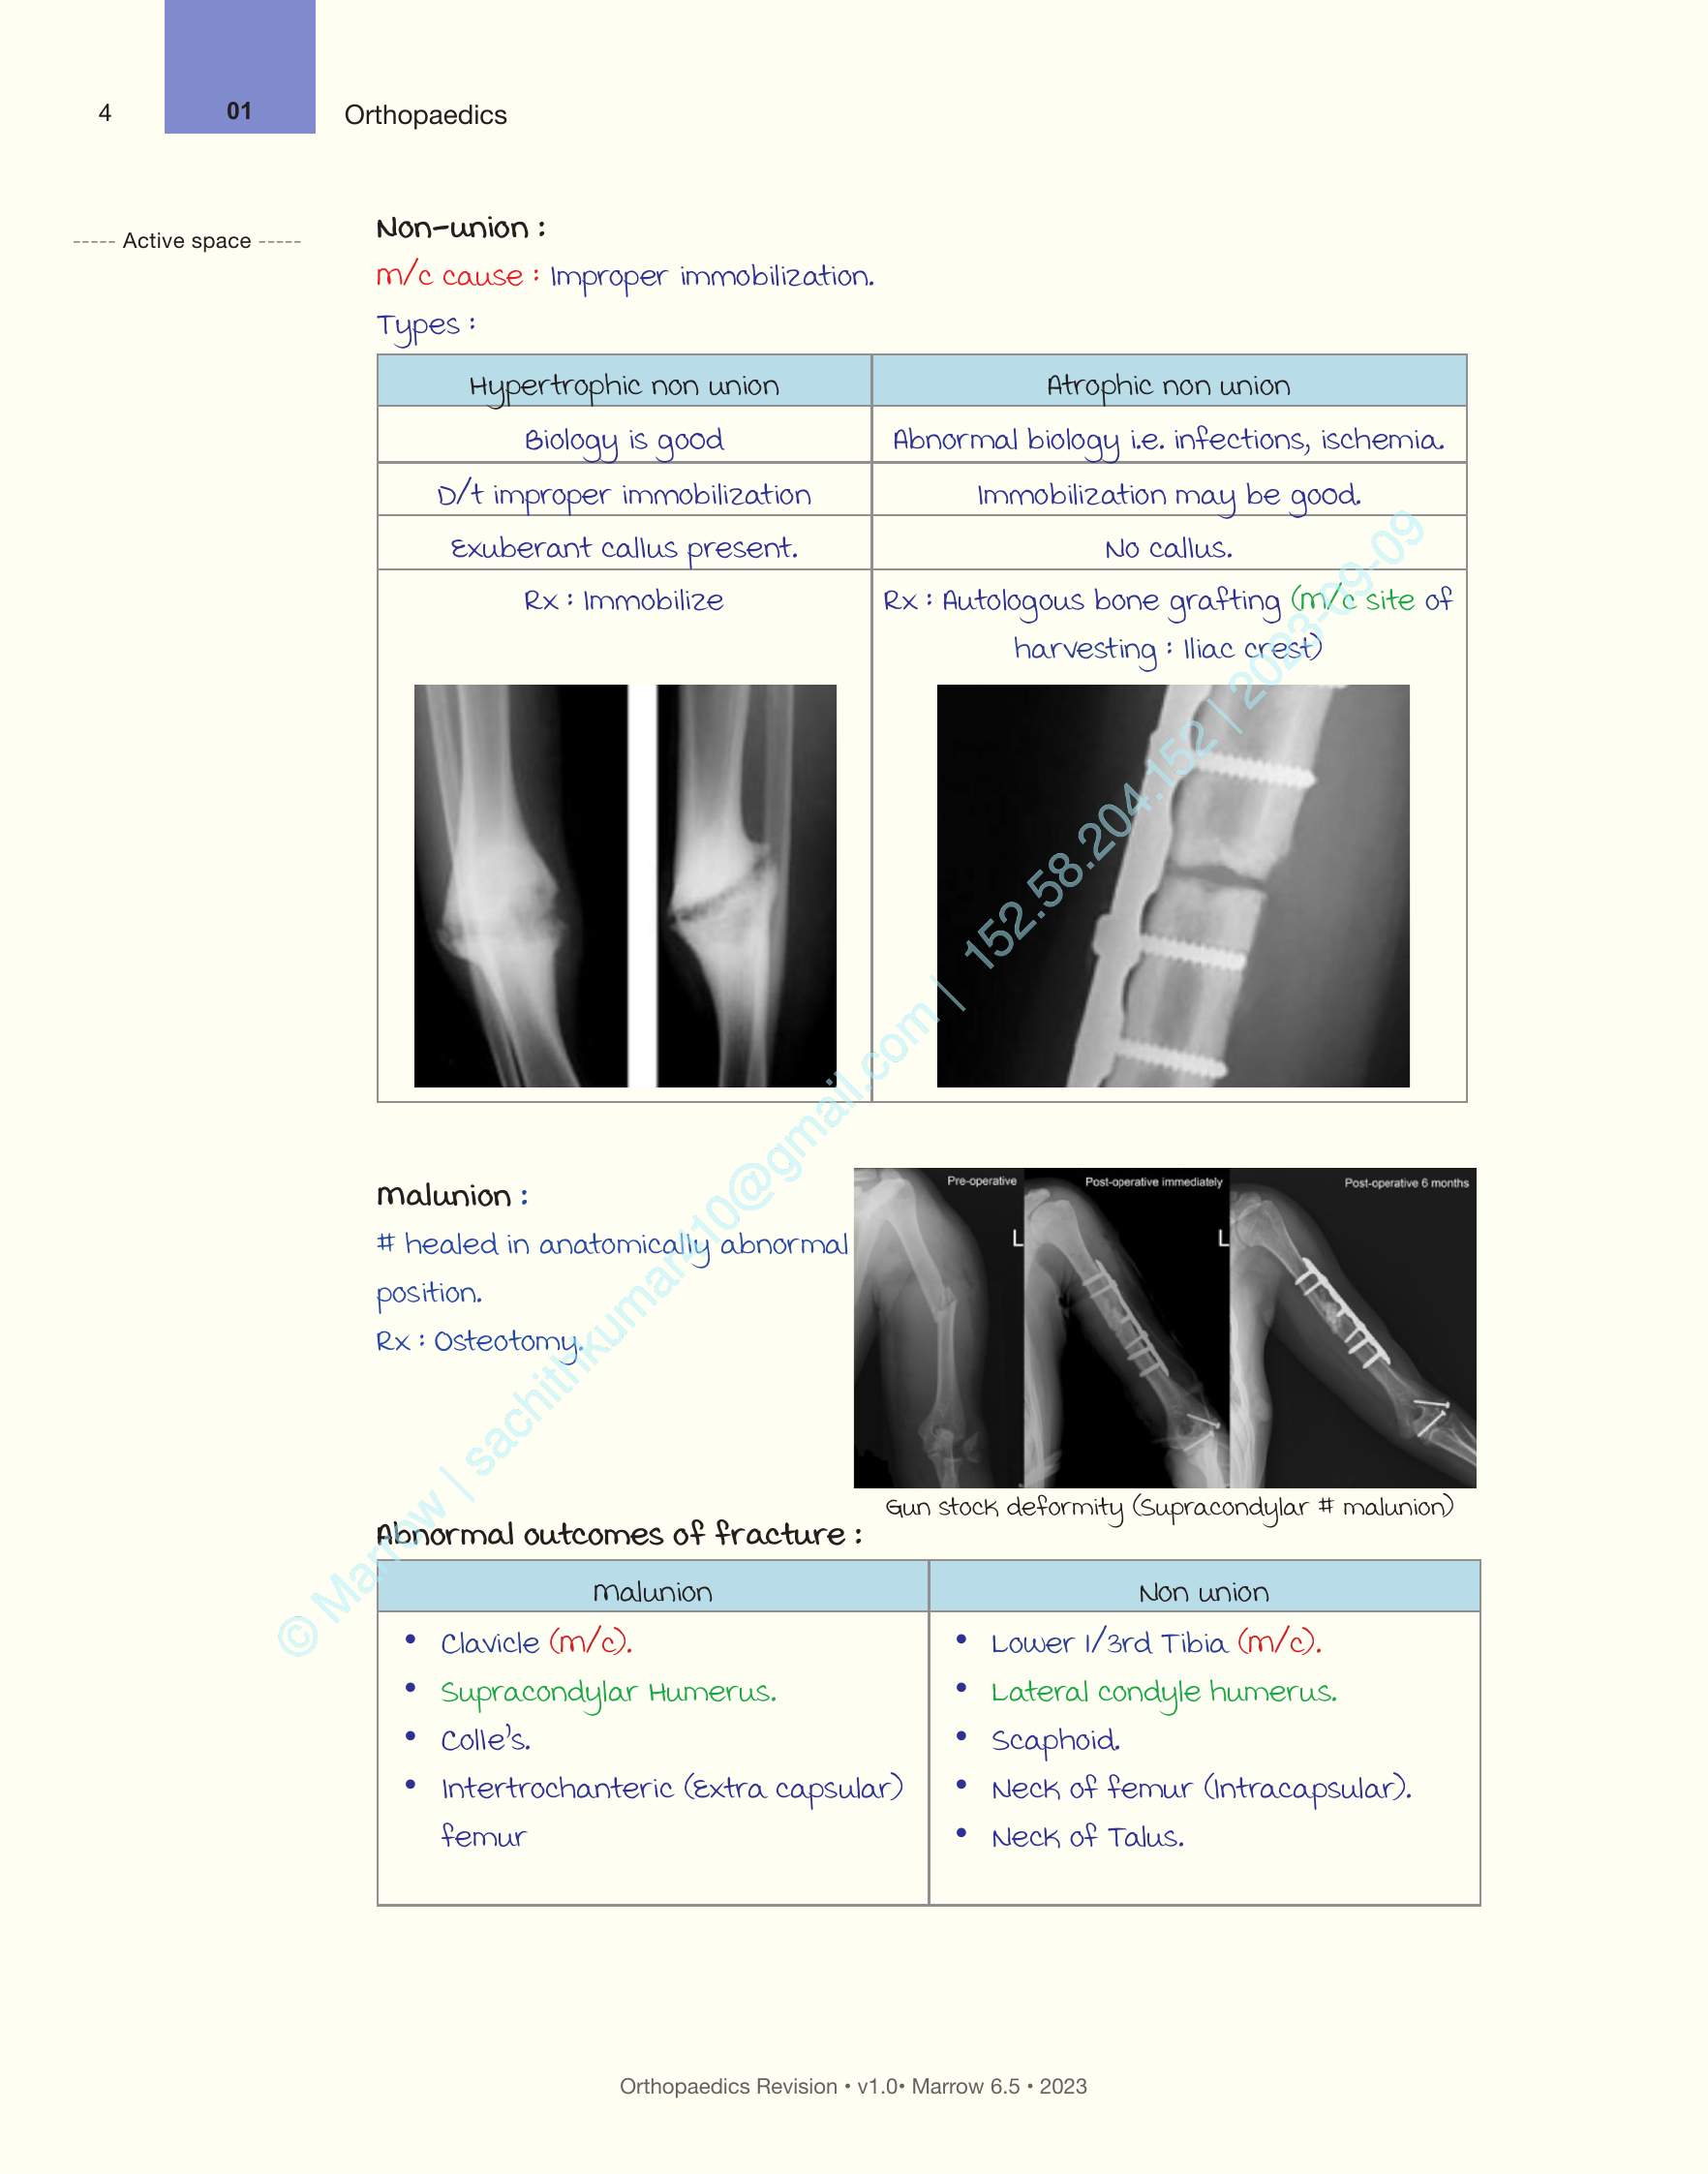 4
01
Orthopaedics
----- Active space -----
Non-union :
m/c cause : Improper immobilization.
Types :
Hypertrophic non union
Atrophic non union
Biology is good
Abnormal biology i.e. infections, ischemia.
D/t improper immobilization
Immobilization may be good.
Exuberant callus present.
No callus.
Rx : Immobilize
Rx : Autologous bone grafting (m/c site of
harvesting : Iliac crest)
Malunion :
# healed in anatomically abnormal
position.
Rx : Osteotomy.
Pre-operative
L
Post-operative immediately
L
Post-operative 6 months
Gun stock deformity (Supracondylar # malunion)
Abnormal outcomes of fracture :
Malunion
Non union
• Clavicle (m/c).
• Supracondylar Humerus.
• Colle's.
• Intertrochanteric (Extra capsular)
femur
• Lower 1/3rd Tibia (m/c).
• Lateral condyle humerus.
• Scaphoid.
• Neck of femur (Intracapsular).
• Neck of Talus.
© Marrow | sachithkumar410@gmail.com | 152.58.204.152 | 2023-09-09
Orthopaedics Revision • v1.0• Marrow 6.5 • 2023